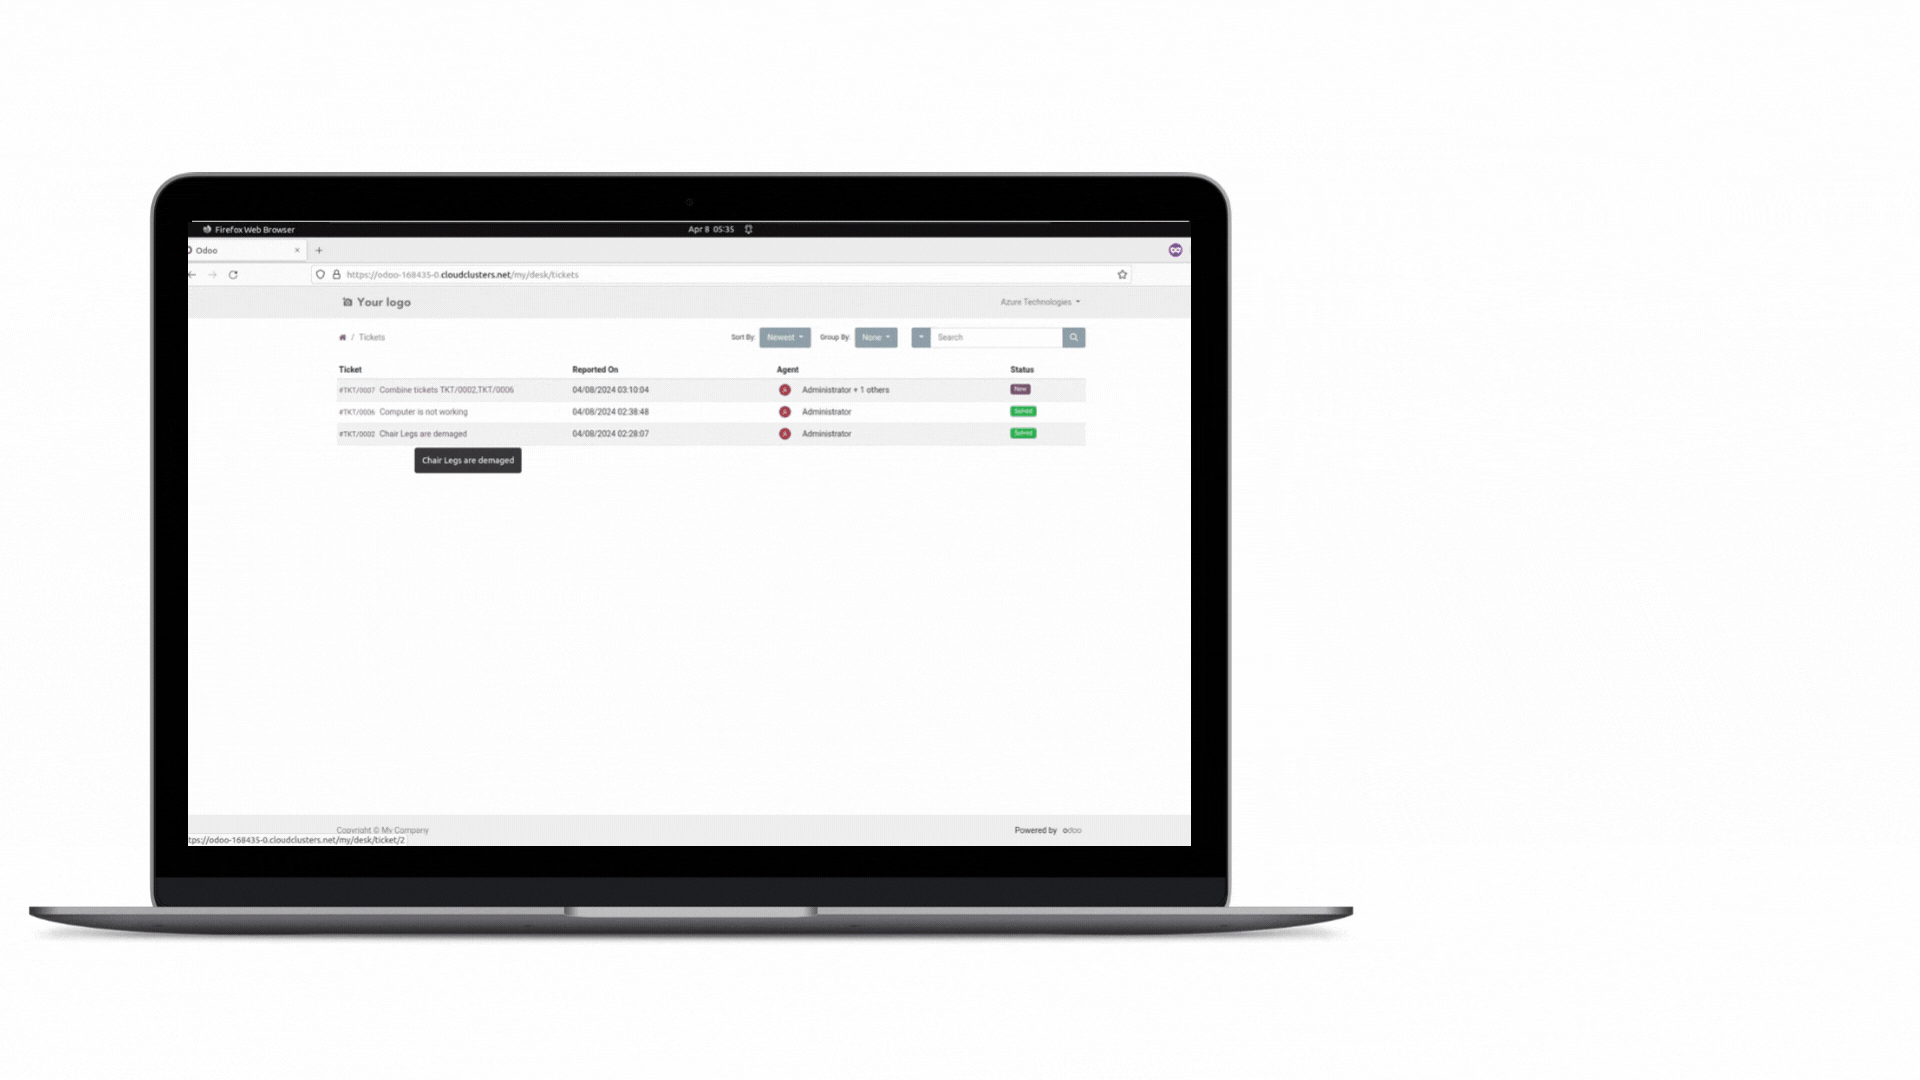 Firefox Web Browser
Apr 8 05:35
Odoo
https://odoo-168435-0.cloudclusters.net/my/desk/tickets
Your logo
Azure Technologies
/ Tickets
Sort By: Newest
Group By: None
Search
Ticket Reported On Agent Status
#TKT/0007 Combine tickets TKT/0002,TKT/0006 04/08/2024 03:10:04 A Administrator + 1 others New
#TKT/0006 Computer is not working 04/08/2024 02:38:48 A Administrator Solved
#TKT/0002 Chair Legs are demaged 04/08/2024 02:28:07 A Administrator Solved
Chair Legs are demaged
Copyright © My Company
Powered by odoo
tps://odoo-168435-0.cloudclusters.net/my/desk/ticket/2